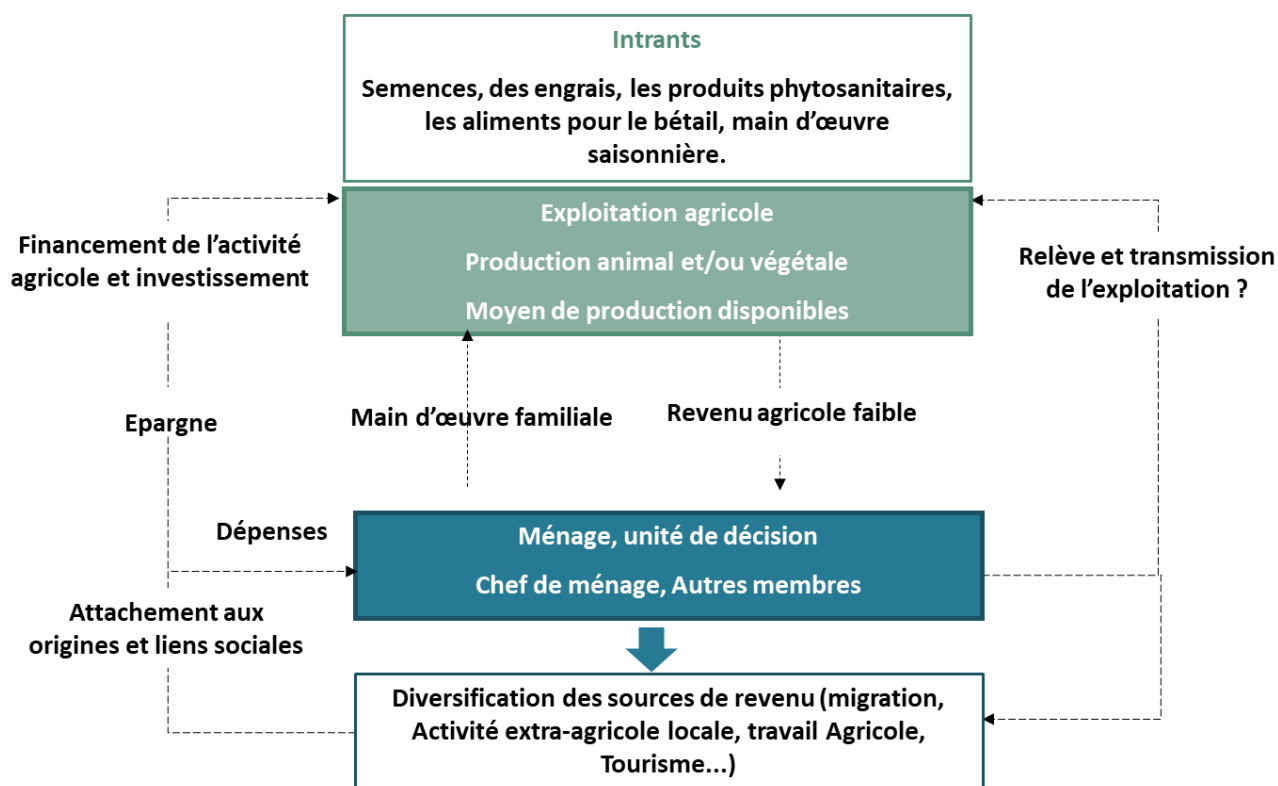 Intrants
Semences, des engrais, les produits phytosanitaires,
les aliments pour le bétail, main d’œuvre
saisonnière.
Exploitation agricole
Production animal et/ou végétale
Moyen de production disponibles
Financement de l’activité
agricole et investissement
Relève et transmission
de l’exploitation ?
Epargne
Main d’œuvre familiale
Revenu agricole faible
Dépenses
Ménage, unité de décision
Chef de ménage, Autres membres
Attachement aux
origines et liens sociales
Diversification des sources de revenu (migration,
Activité extra-agricole locale, travail Agricole,
Tourisme...)